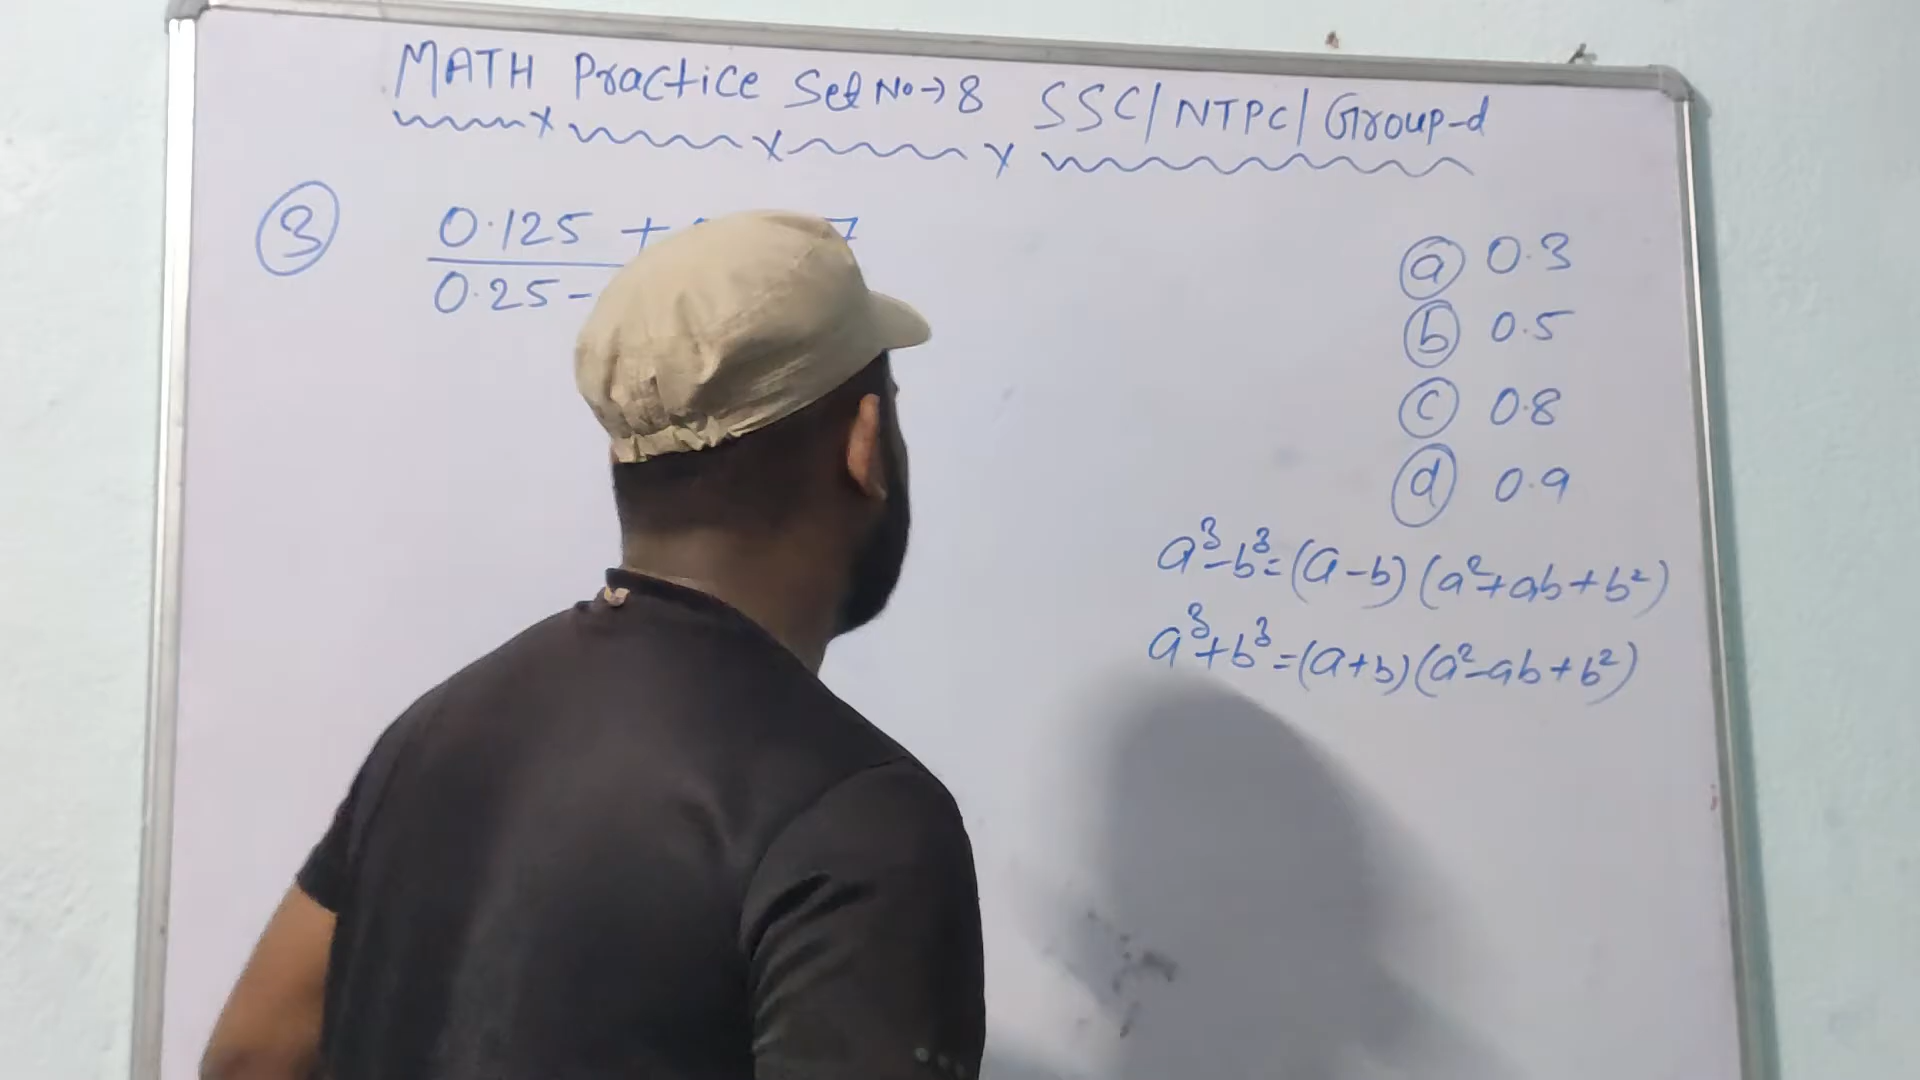 MATH Practice Set No→8 SSC/NTPC/Group-d
3
0.125 + 7
0.25-
a 0.3
b 0.5
c 0.8
d 0.9
a³-b³=(a-b)(a²+ab+b²)
a³+b³=(a+b)(a²-ab+b²)